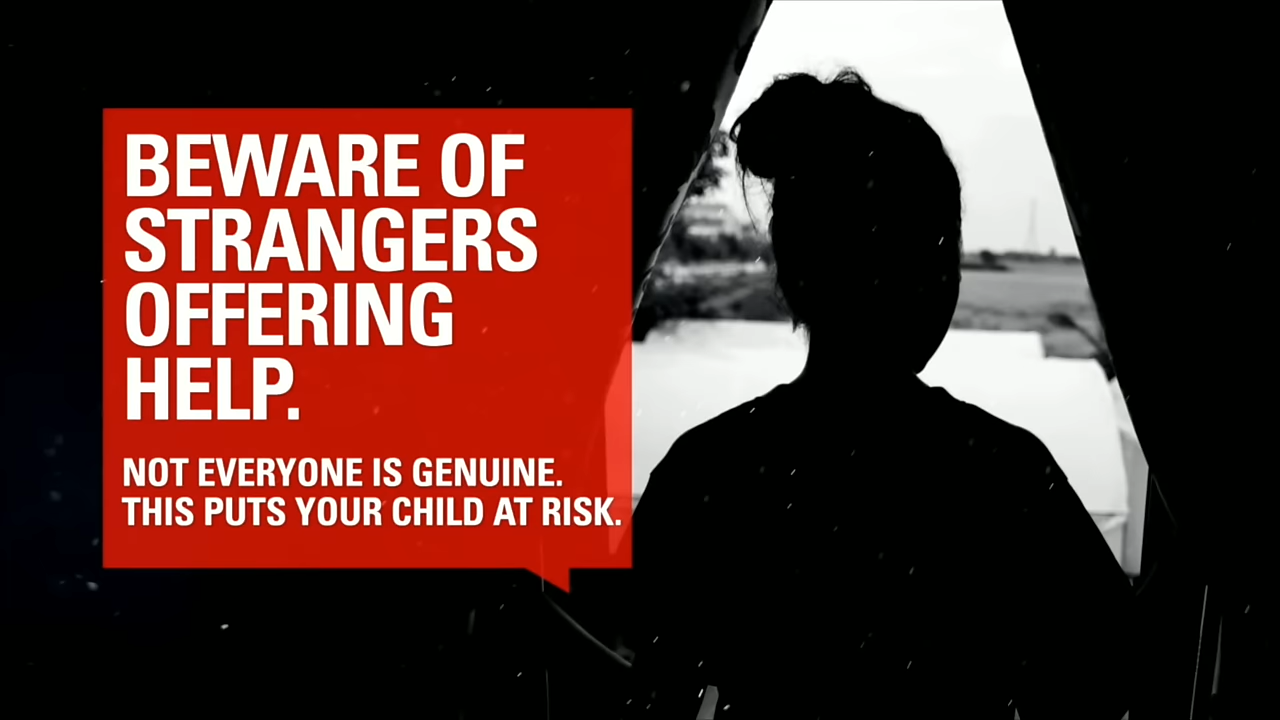 BEWARE OF
STRANGERS
OFFERING
HELP.
NOT EVERYONE IS GENUINE.
THIS PUTS YOUR CHILD AT RISK.